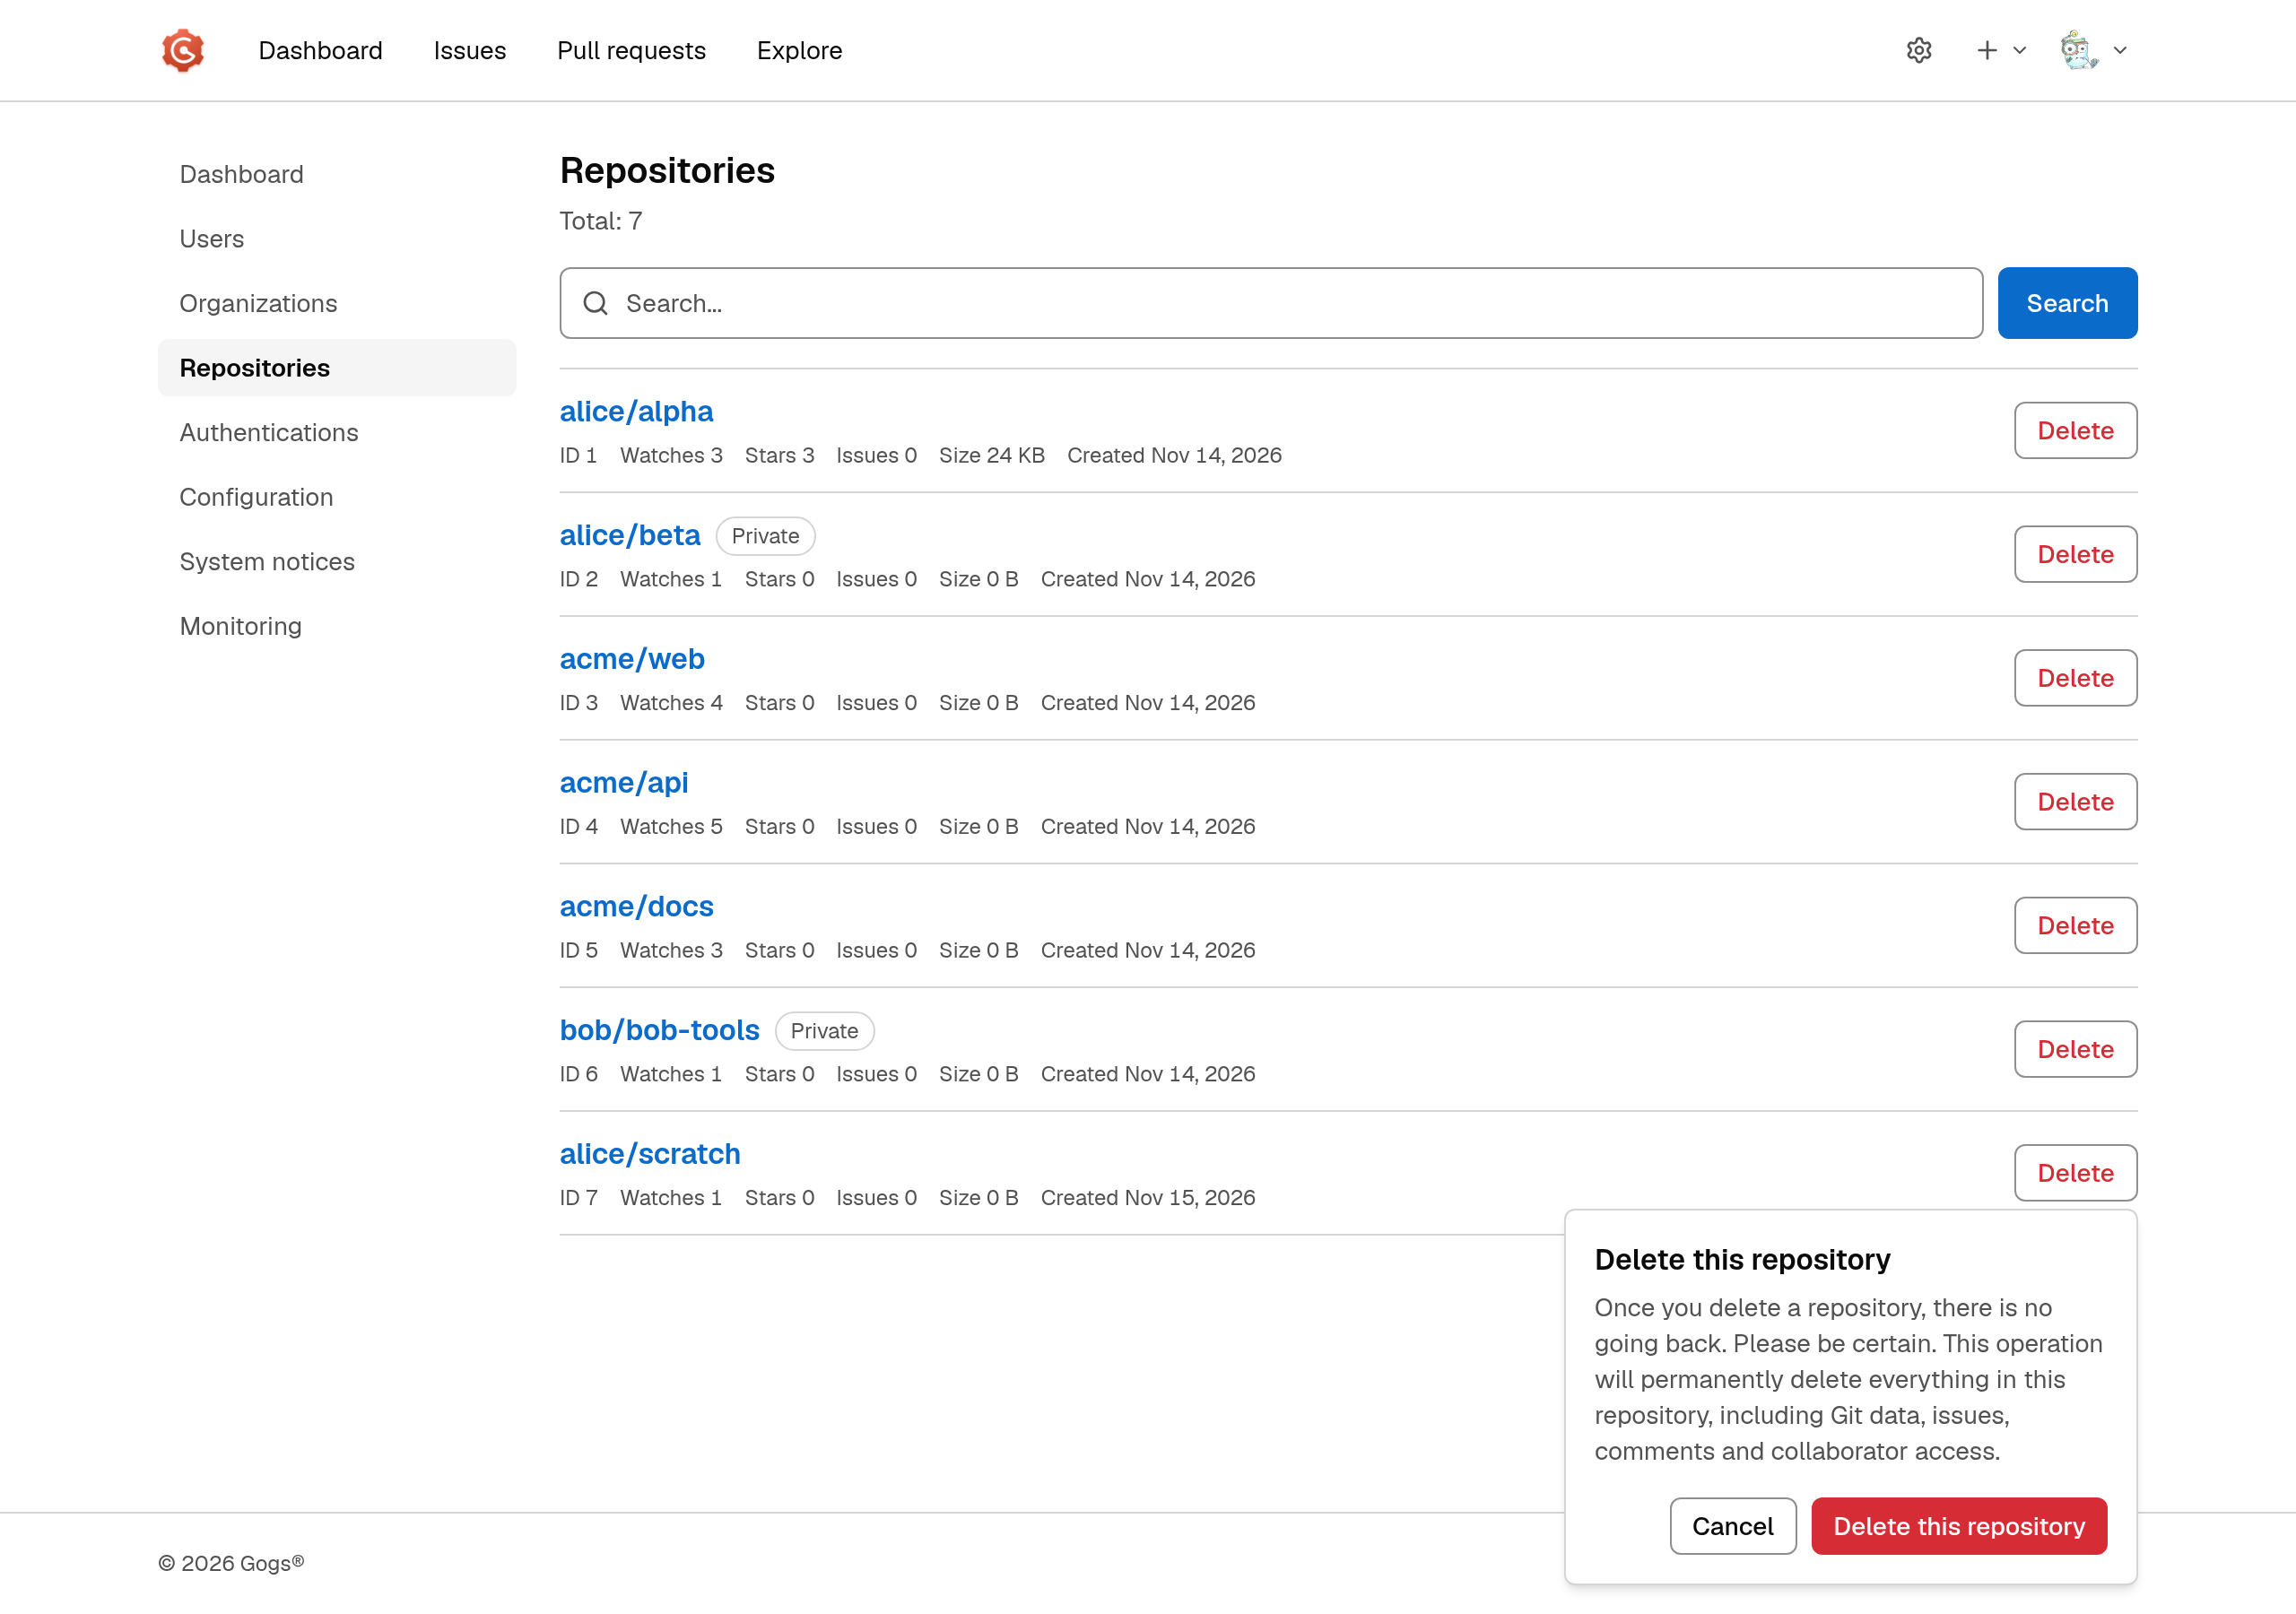 Dashboard Issues Pull requests Explore
Dashboard
Users
Organizations
Repositories
Authentications
Configuration
System notices
Monitoring
Repositories
Total: 7
Search...
Search
alice/alpha
ID 1 Watches 3 Stars 3 Issues 0 Size 24 KB Created Nov 14, 2026
Delete
alice/beta Private
ID 2 Watches 1 Stars 0 Issues 0 Size 0 B Created Nov 14, 2026
Delete
acme/web
ID 3 Watches 4 Stars 0 Issues 0 Size 0 B Created Nov 14, 2026
Delete
acme/api
ID 4 Watches 5 Stars 0 Issues 0 Size 0 B Created Nov 14, 2026
Delete
acme/docs
ID 5 Watches 3 Stars 0 Issues 0 Size 0 B Created Nov 14, 2026
Delete
bob/bob-tools Private
ID 6 Watches 1 Stars 0 Issues 0 Size 0 B Created Nov 14, 2026
Delete
alice/scratch
ID 7 Watches 1 Stars 0 Issues 0 Size 0 B Created Nov 15, 2026
Delete
Delete this repository
Once you delete a repository, there is no
going back. Please be certain. This operation
will permanently delete everything in this
repository, including Git data, issues,
comments and collaborator access.
Cancel Delete this repository
© 2026 Gogs®